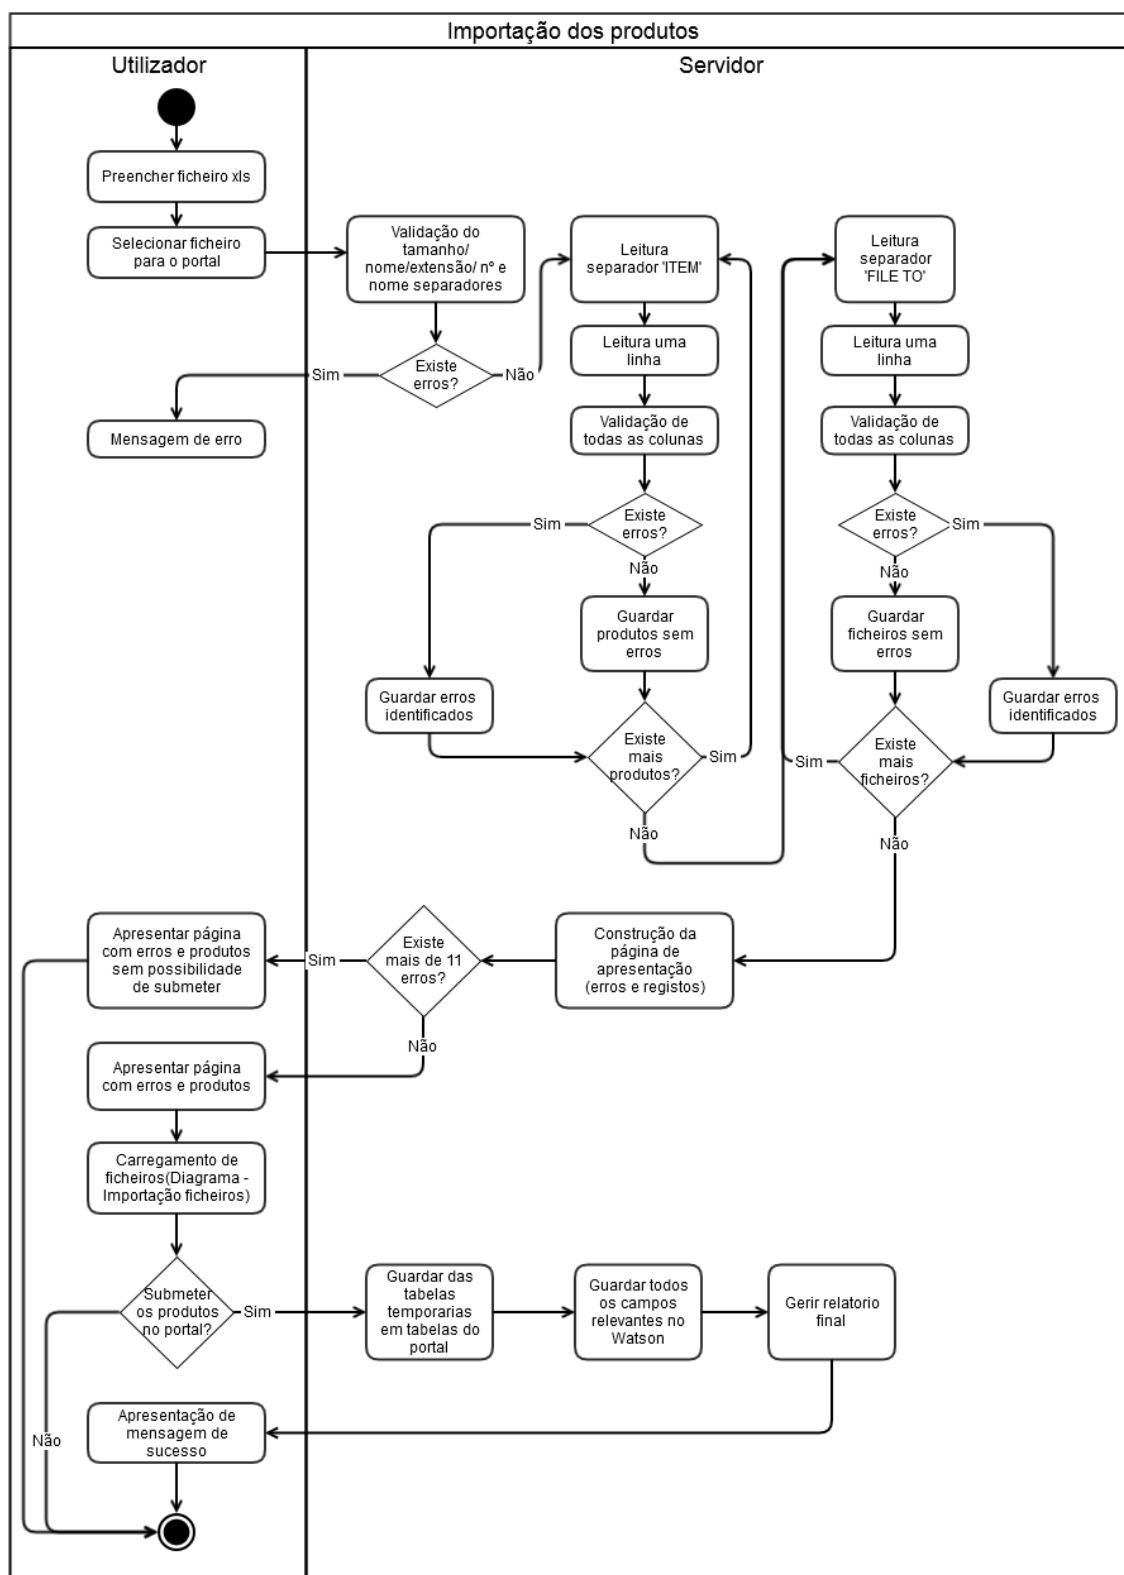 Importação dos produtos
Utilizador
Servidor
Preencher ficheiro xls
Selecionar ficheiro
para o portal
Validação do
tamanho/
nome/extensão/ nº e
nome separadores
Leitura
separador 'ITEM'
Leitura
separador
'FILE TO'
Existe
erros?
Sim
Não
Mensagem de erro
Leitura uma
linha
Leitura uma
linha
Validação de
todas as colunas
Validação de
todas as colunas
Existe
erros?
Sim
Não
Existe
erros?
Sim
Não
Guardar
produtos sem
erros
Guardar
ficheiros sem
erros
Guardar erros
identificados
Guardar erros
identificados
Existe
mais
produtos?
Sim
Não
Existe
mais
ficheiros?
Sim
Não
Construção da
página de
apresentação
(erros e registos)
Existe
mais de 11
erros?
Sim
Não
Apresentar página
com erros e produtos
sem possibilidade
de submeter
Apresentar página
com erros e produtos
Carregamento de
ficheiros(Diagrama -
Importação ficheiros)
Submeter
os produtos
no portal?
Sim
Não
Guardar das
tabelas
temporarias
em tabelas do
portal
Guardar todos
os campos
relevantes no
Watson
Gerir relatorio
final
Apresentação de
mensagem de
sucesso